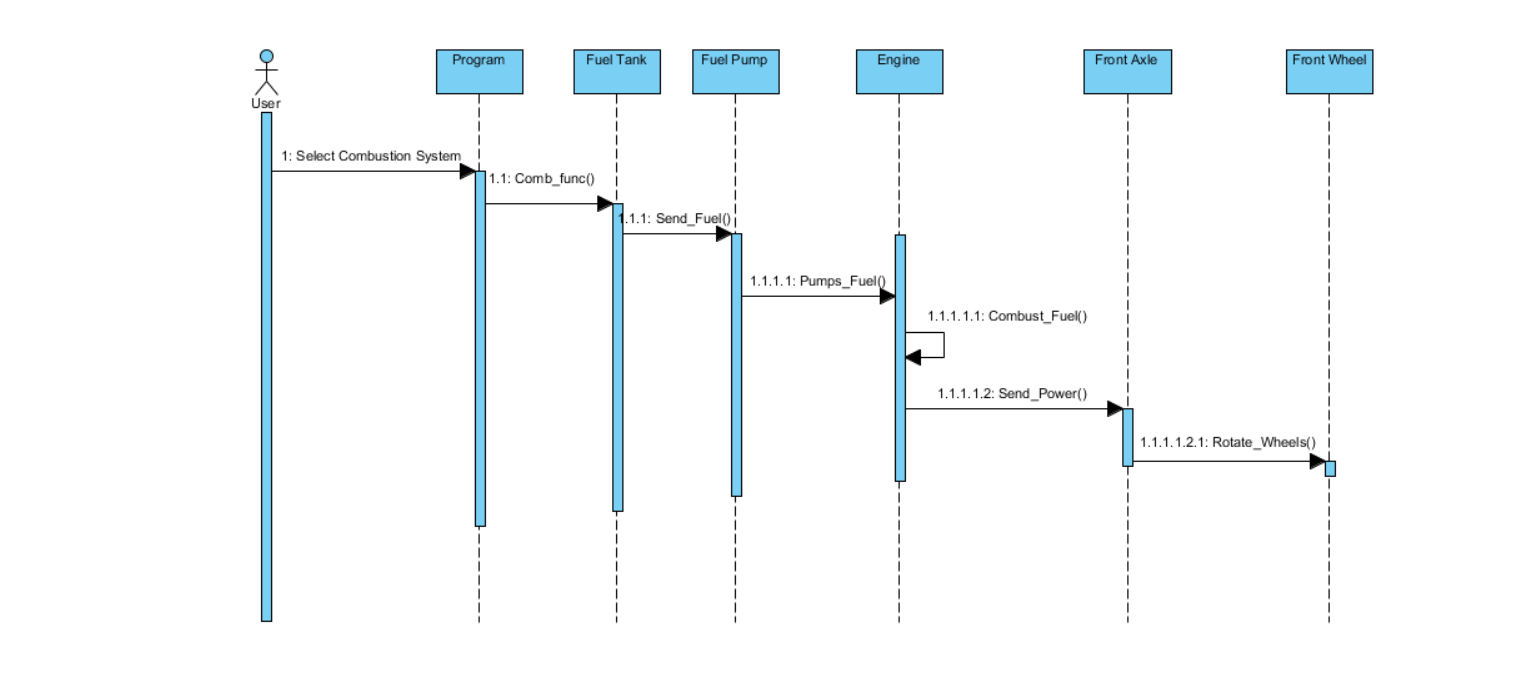 Program
Fuel Tank
Fuel Pump
Engine
Front Axle
Front Wheel
User
1: Select Combustion System
1.1: Comb_func()
1.1.1: Send_Fuel()
1.1.1.1: Pumps_Fuel()
1.1.1.1.1: Combust_Fuel()
1.1.1.1.2: Send_Power()
1.1.1.1.2.1: Rotate_Wheels()